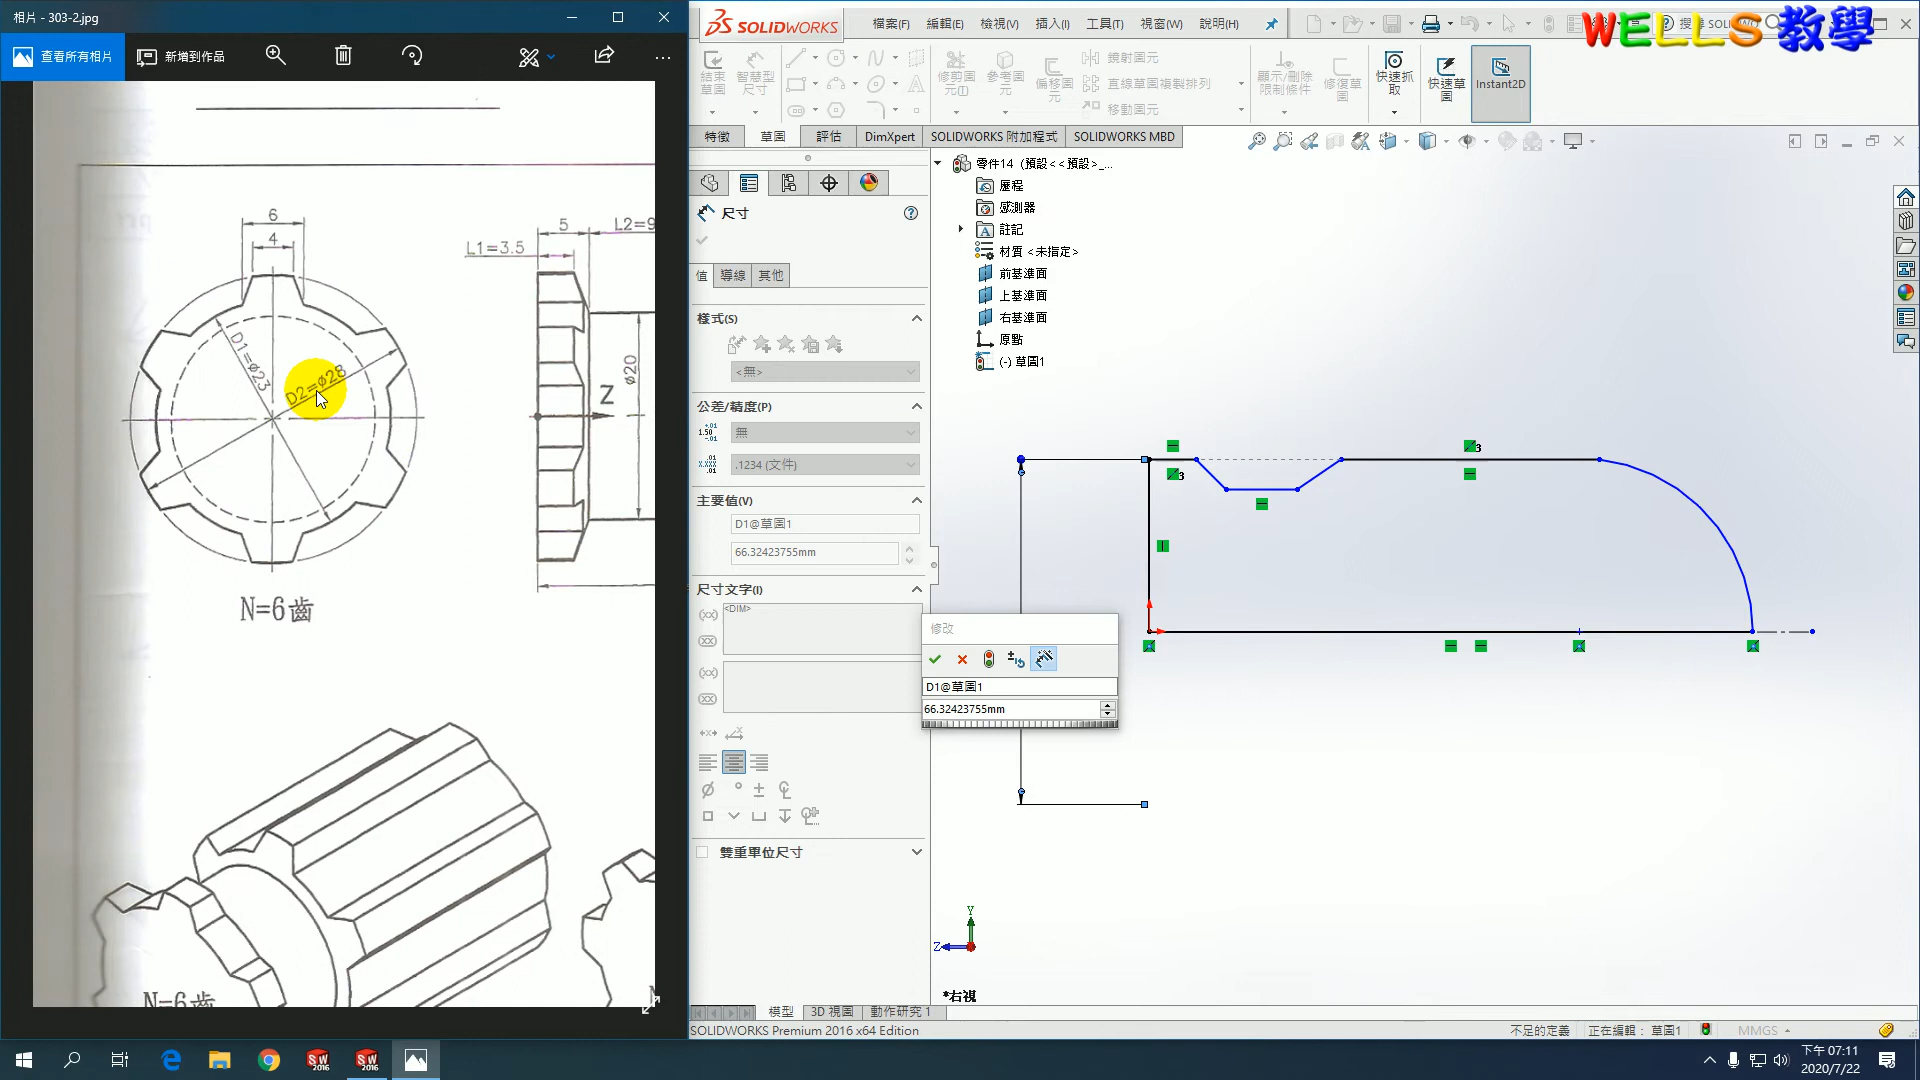 相片 - 303-2.jpg
查看所有相片
新增到作品
6
4
5
L2=9
L1=3.5
D1=ø23
D2=ø28
ø20
Z
N=6齒
N=6齒
SOLIDWORKS
檔案(F)
編輯(E)
檢視(V)
插入(I)
工具(T)
視窗(W)
說明(H)
WELLS 教學
結束草圖
智慧型尺寸
修剪圖元(I)
參考圖元
偏移圖元
鏡射圖元
直線草圖複製排列
移動圖元
顯示/刪除限制條件
修復草圖
快速抓取
快速草圖
Instant2D
特徵
草圖
評估
DimXpert
SOLIDWORKS 附加程式
SOLIDWORKS MBD
尺寸
值
導線
其他
樣式(S)
<無>
公差/精度(P)
無
.1234 (文件)
主要值(V)
D1@草圖1
66.32423755mm
尺寸文字(I)
<DIM>
雙重單位尺寸
零件14 (預設<<預設>_...
歷程
感測器
註記
材質 <未指定>
前基準面
上基準面
右基準面
原點
(-) 草圖1
修改
D1@草圖1
66.32423755mm
3
3
Y
Z
*右視
模型
3D 視圖
動作研究 1
SOLIDWORKS Premium 2016 x64 Edition
不足的定義
正在編輯： 草圖1
MMGS
下午 07:11
2020/7/22